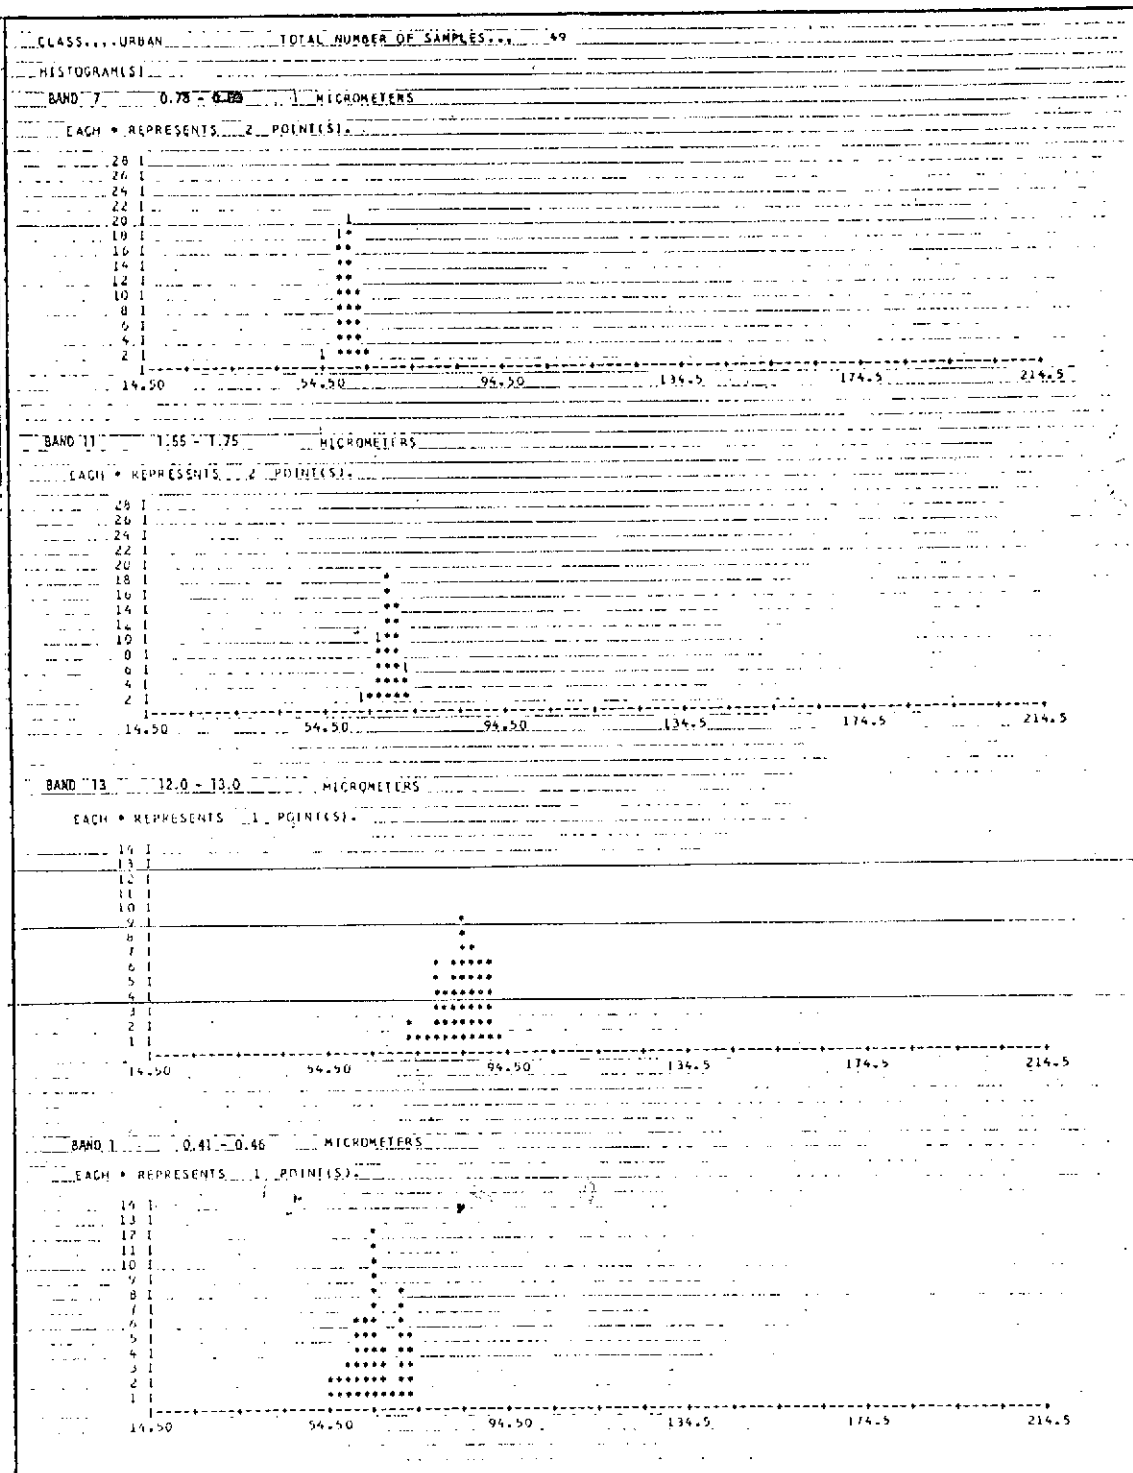 CLASS....URBAN TOTAL NUMBER OF SAMPLES... 49
HISTOGRAM(S)
BAND 7 0.78 - MICROMETERS
EACH * REPRESENTS 2 POINT(S).
28 I
26 I
24 I
22 I
20 I *
18 I I*
16 I **
14 I **
12 I **
10 I ***
8 I ***
6 I ***
4 I ***
2 I I ****
14.50 54.50 94.50 134.5 174.5 214.5
BAND 11 1.55 - 1.75 MICROMETERS
EACH * REPRESENTS 2 POINT(S).
28 I
26 I
24 I
22 I
20 I
18 I *
16 I *
14 I **
12 I **
10 I I**
8 I ***
6 I ***I
4 I ****
2 I I*****
14.50 54.50 94.50 134.5 174.5 214.5
BAND 13 12.0 - 13.0 MICROMETERS
EACH * REPRESENTS 1 POINT(S).
14 I
13 I
12 I
11 I
10 I
9 I *
8 I *
7 I **
6 I * *****
5 I * *****
4 I *******
3 I *******
2 I * *******
1 I ***********
14.50 54.50 94.50 134.5 174.5 214.5
BAND 1 0.41 - 0.46 MICROMETERS
EACH * REPRESENTS 1 POINT(S).
14 I
13 I
12 I *
11 I *
10 I *
9 I *
8 I * *
7 I * *
6 I *** *
5 I *** **
4 I **** **
3 I ***** **
2 I ******* **
1 I **********
14.50 54.50 94.50 134.5 174.5 214.5